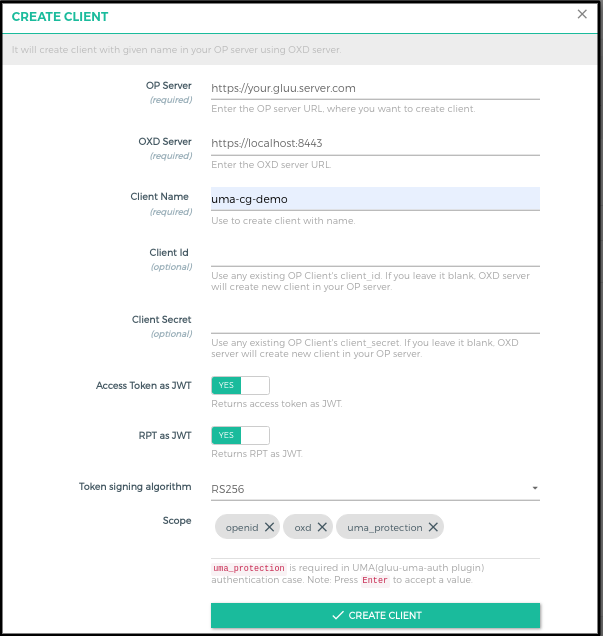 CREATE CLIENT
It will create client with given name in your OP server using OXD server
OP Server
(required)
https://your.gluu.server.com
Enter the OP server URL, where you want to create client.
OXD Server
(required)
https://localhost:8443
Enter the OXD server URL
Client Name
(required)
uma-cg-demo
Use to create client with name.
Client Id
(optional)
Use any existing OP Client's client_id. If you leave it blank, OXD server
will create new client in your OP server.
Client Secret
(optional)
Use any existing OP Client's client_secret. If you leave it blank, OXD
server will create new client in your OP server.
Access Token as JWT
YES
Returns access token as JWT.
RPT as JWT
YES
Returns RPT as JWT.
Token signing algorithm
RS256
Scope
openid
oxd
uma_protection
uma_protection is required in UMA(gluu-uma-auth plugin)
authentication case. Note: Press Enter to accept a value.
CREATE CLIENT